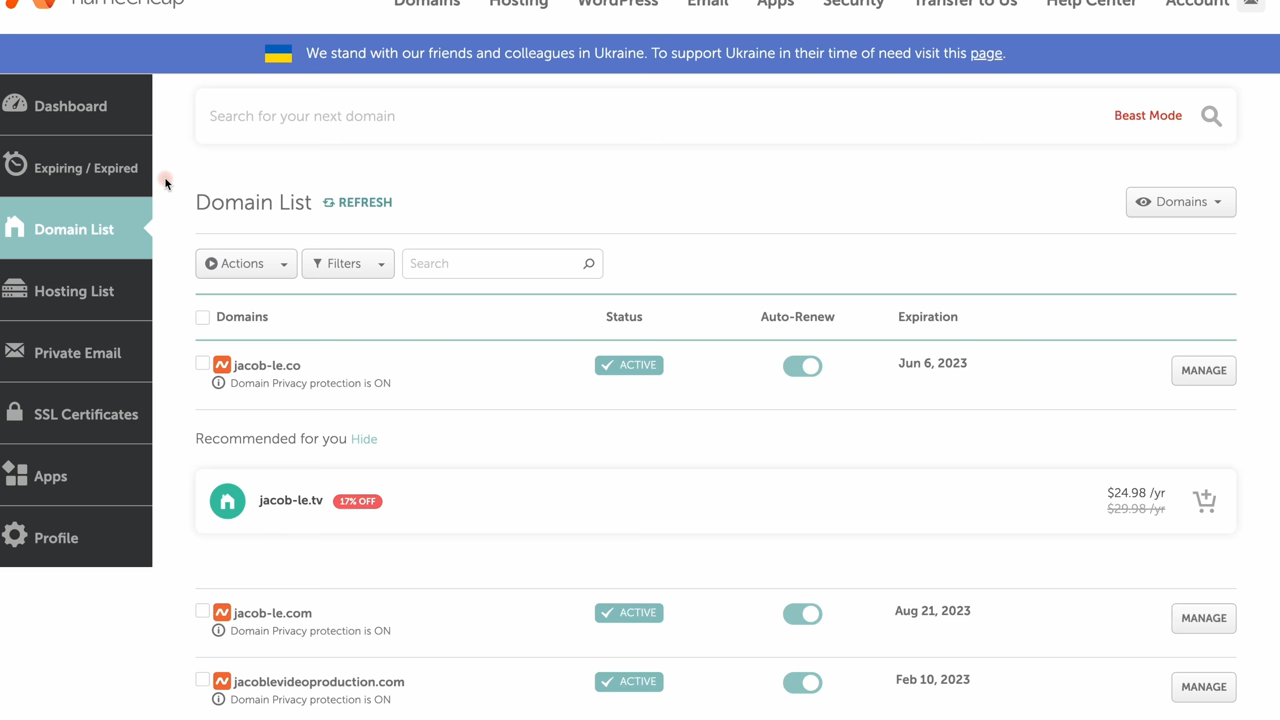 namecheap
Domains Hosting WordPress Email Apps Security Transfer to Us Help Center Account
We stand with our friends and colleagues in Ukraine. To support Ukraine in their time of need visit this page.
Dashboard
Expiring / Expired
Domain List
Hosting List
Private Email
SSL Certificates
Apps
Profile
Search for your next domain Beast Mode
Domain List REFRESH Domains
Actions Filters Search
Domains Status Auto-Renew Expiration
jacob-le.co ACTIVE Jun 6, 2023 MANAGE
Domain Privacy protection is ON
Recommended for you Hide
jacob-le.tv 17% OFF $24.98 /yr
$29.98 /yr
jacob-le.com ACTIVE Aug 21, 2023 MANAGE
Domain Privacy protection is ON
jacoblevideoproduction.com ACTIVE Feb 10, 2023 MANAGE
Domain Privacy protection is ON